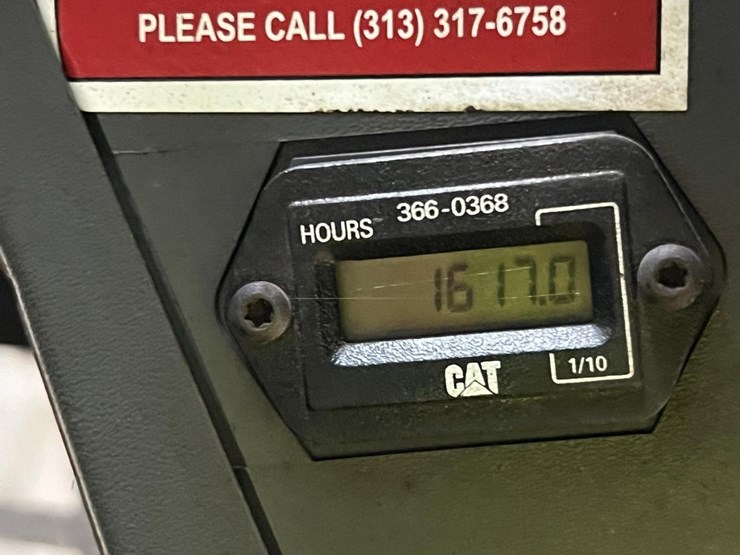 PLEASE CALL (313) 317-6758
HOURS 366-0368
1617.0
CAT
1/10